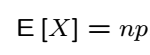 𝖤 [X] = np